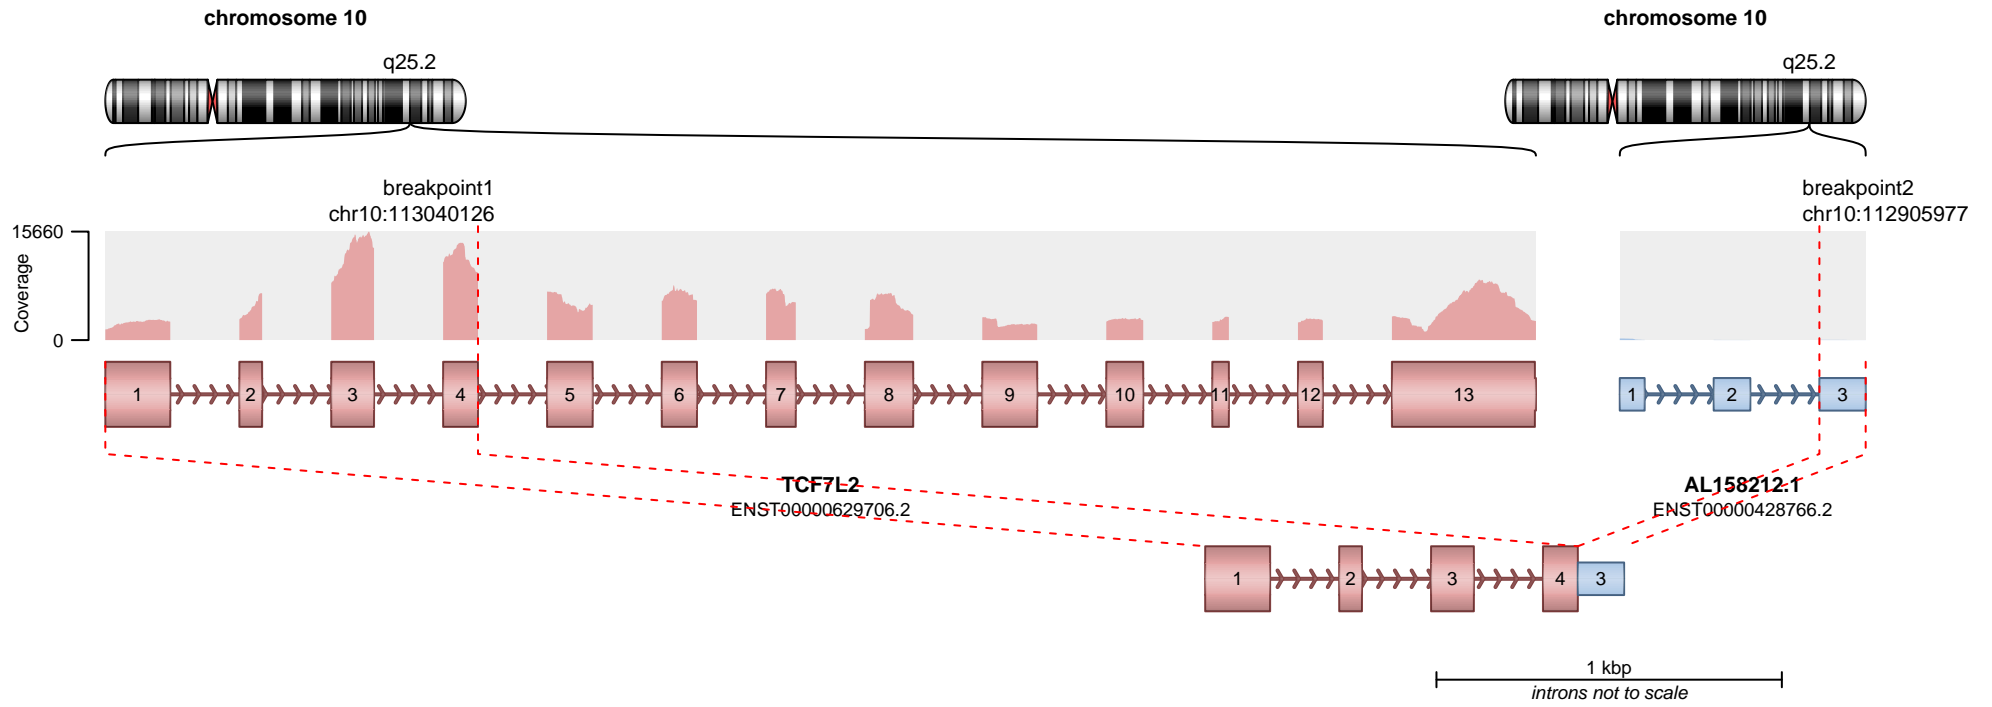 chromosome 10
chromosome 10
q25.2
q25.2
breakpoint1
chr10:113040126
breakpoint2
chr10:112905977
15660
Coverage
0
1 2 3 4 5 6 7 8 9 10 11 12 13
1 2 3
TCF7L2
ENST00000629706.2
AL158212.1
ENST00000428766.2
1 2 3 4 3
1 kbp
introns not to scale